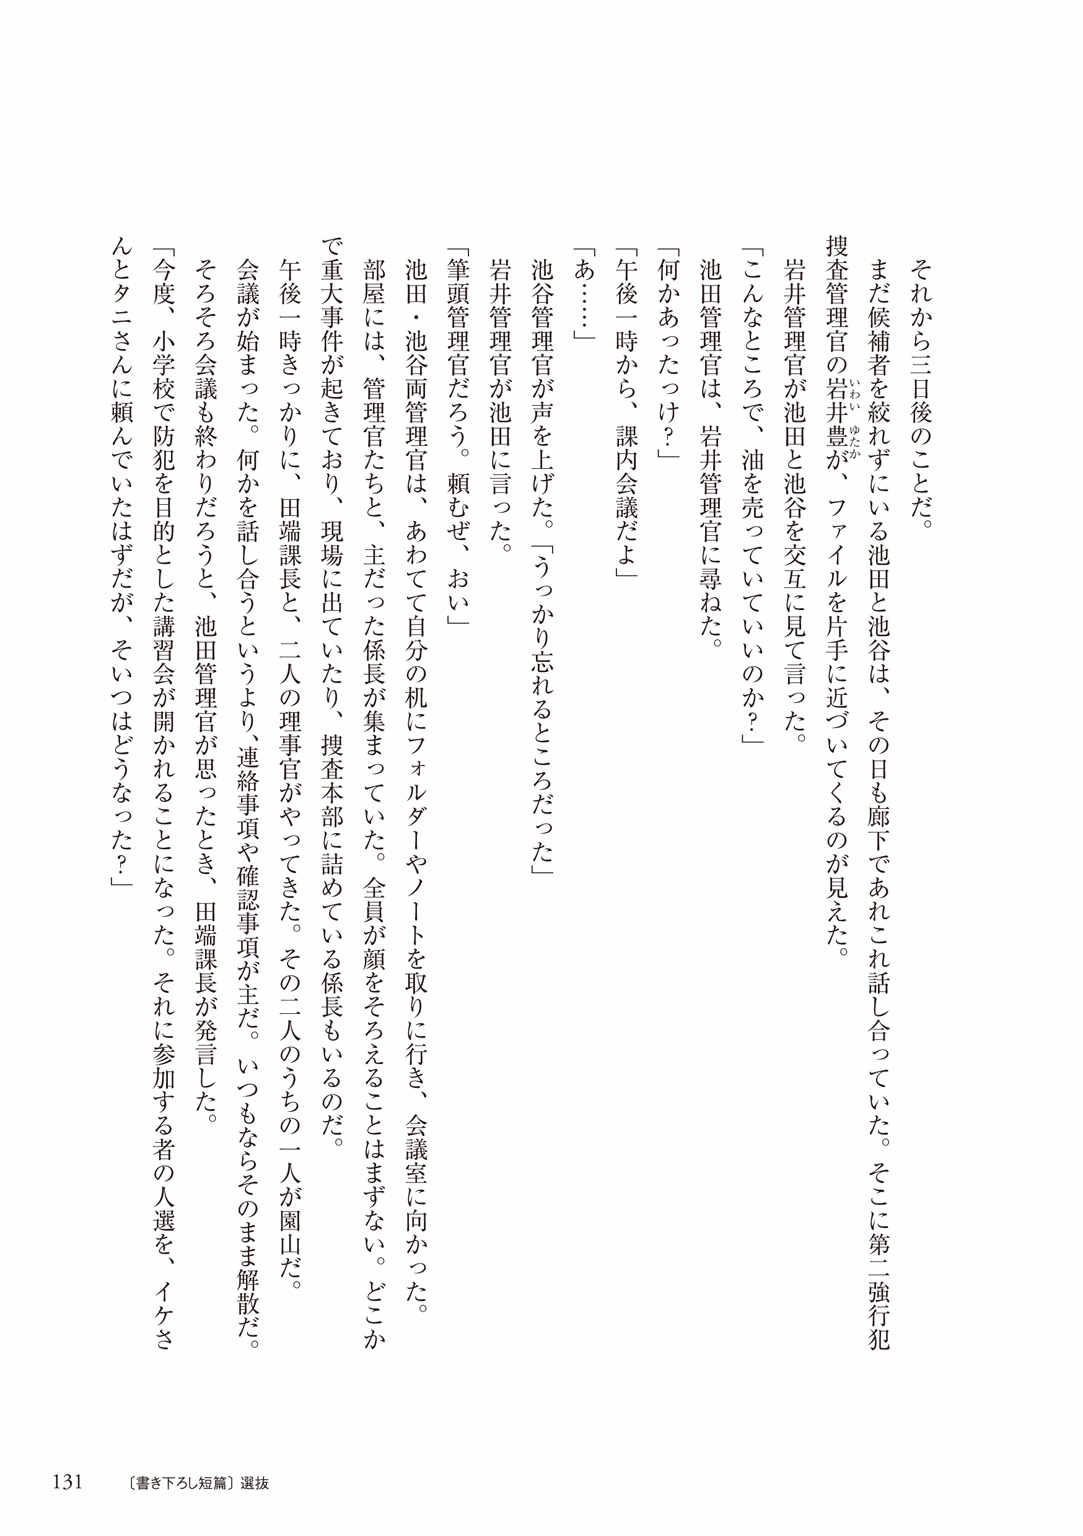 それから三日後のことだ。
まだ候補者を絞れずにいる池田と池谷は、その日も廊下であれこれ話し合っていた。そこに第二強行犯
捜査管理官の岩井豊が、ファイルを片手に近づいてくるのが見えた。
いわい ゆたか
岩井管理官が池田と池谷を交互に見て言った。
「こんなところで、油を売っていていいのか？」
池田管理官は、岩井管理官に尋ねた。
「何かあったっけ？」
「午後一時から、課内会議だよ」
「あ……」
池谷管理官が声を上げた。「うっかり忘れるところだった」
岩井管理官が池田に言った。
「筆頭管理官だろう。頼むぜ、おい」
池田・池谷両管理官は、あわてて自分の机にフォルダーやノートを取りに行き、会議室に向かった。
部屋には、管理官たちと、主だった係長が集まっていた。全員が顔をそろえることはまずない。どこか
で重大事件が起きており、現場に出ていたり、捜査本部に詰めている係長もいるのだ。
午後一時きっかりに、田端課長と、二人の理事官がやってきた。その二人のうちの一人が園山だ。
会議が始まった。何かを話し合うというより、連絡事項や確認事項が主だ。いつもならそのまま解散だ。
そろそろ会議も終わりだろうと、池田管理官が思ったとき、田端課長が発言した。
「今度、小学校で防犯を目的とした講習会が開かれることになった。それに参加する者の人選を、イケさ
んとタニさんに頼んでいたはずだが、そいつはどうなった？」
131 〔書き下ろし短篇〕選抜